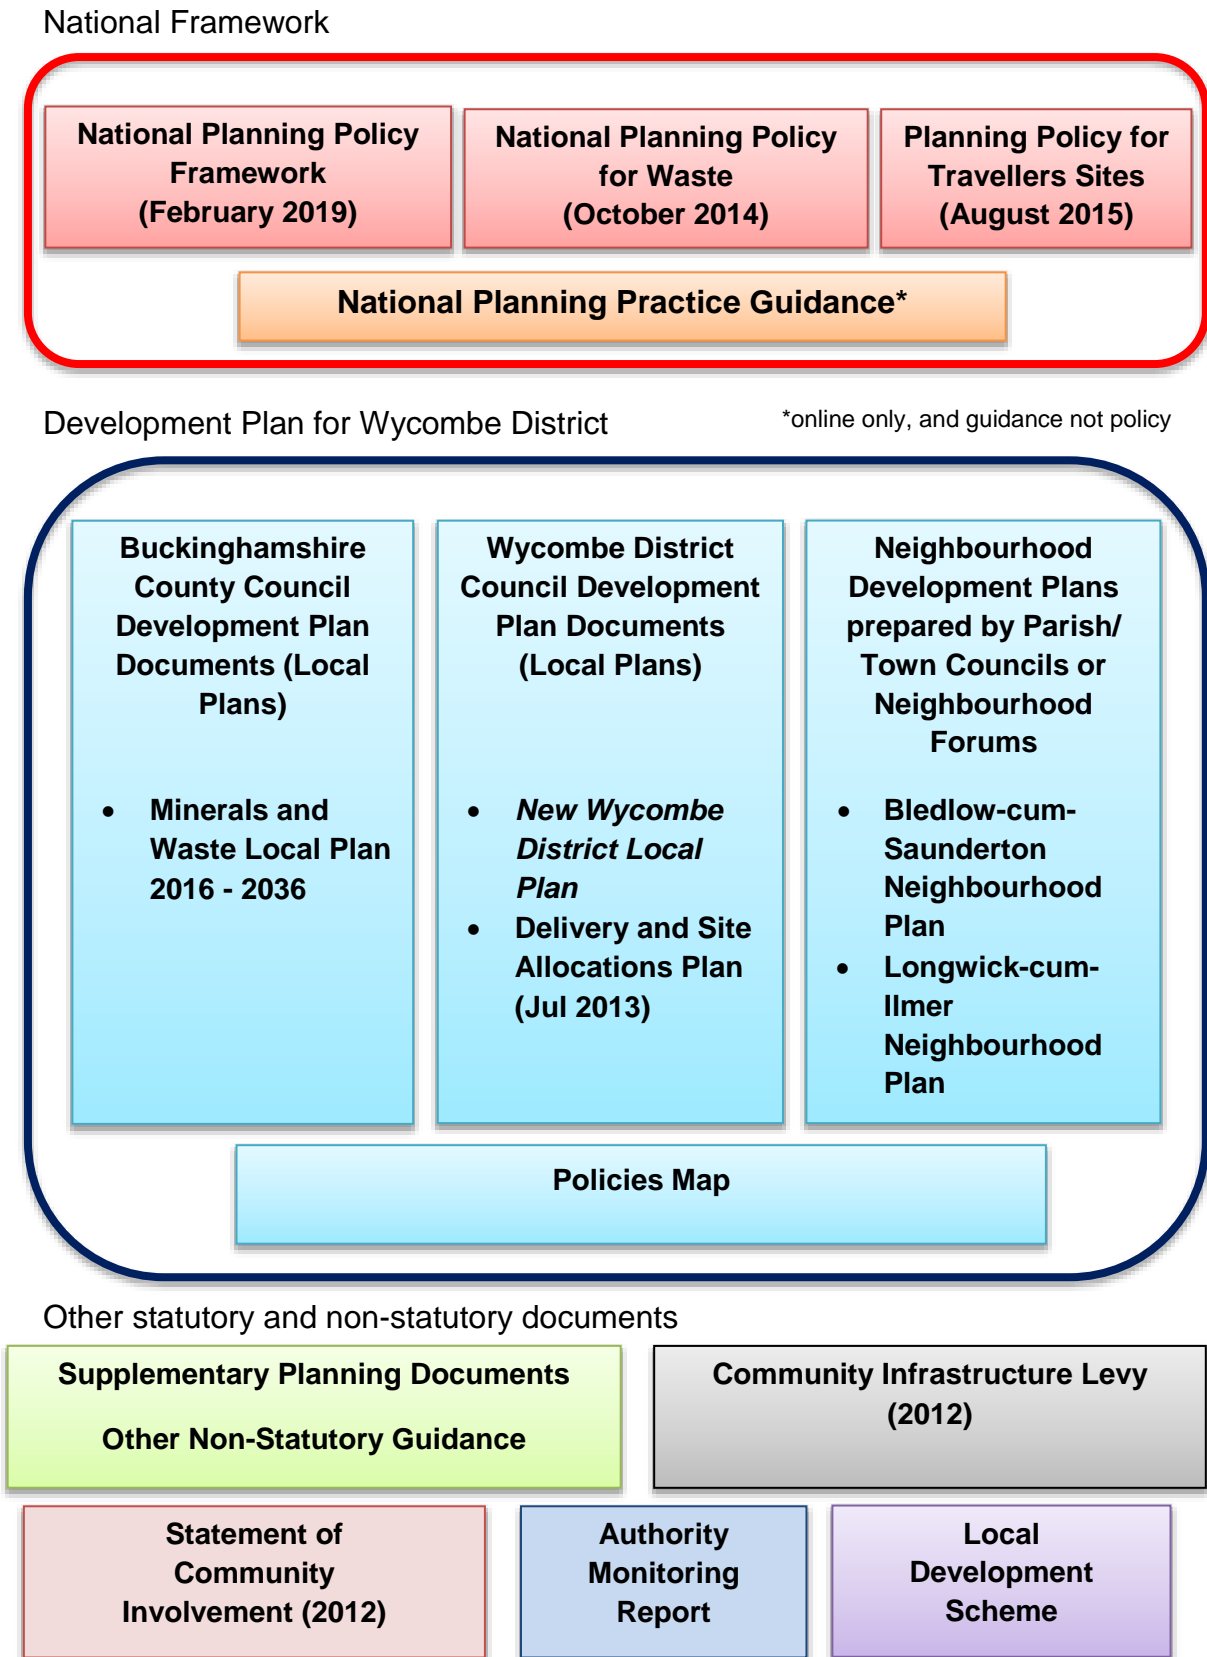 National Framework
National Planning Policy
Framework
(February 2019)
National Planning Policy
for Waste
(October 2014)
Planning Policy for
Travellers Sites
(August 2015)
National Planning Practice Guidance*
Development Plan for Wycombe District
*online only, and guidance not policy
Buckinghamshire
County Council
Development Plan
Documents (Local
Plans)
• Minerals and
Waste Local Plan
2016 - 2036
Wycombe District
Council Development
Plan Documents
(Local Plans)
• New Wycombe
District Local
Plan
• Delivery and Site
Allocations Plan
(Jul 2013)
Neighbourhood
Development Plans
prepared by Parish/
Town Councils or
Neighbourhood
Forums
• Bledlow-cum-
Saunderton
Neighbourhood
Plan
• Longwick-cum-
Ilmer
Neighbourhood
Plan
Policies Map
Other statutory and non-statutory documents
Supplementary Planning Documents
Other Non-Statutory Guidance
Community Infrastructure Levy
(2012)
Statement of
Community
Involvement (2012)
Authority
Monitoring
Report
Local
Development
Scheme